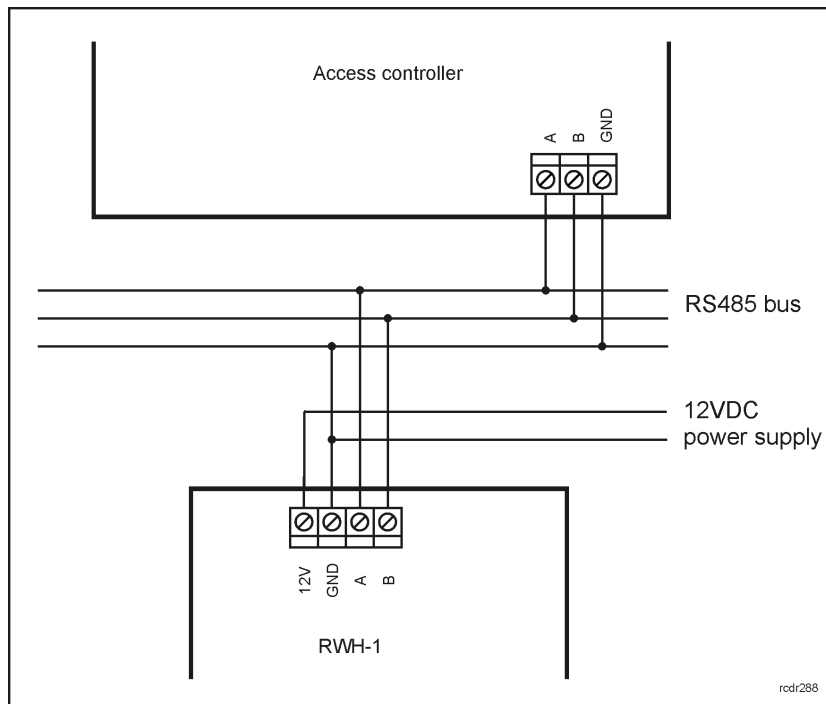 Access controller
A
B
GND
RS485 bus
12VDC
power supply
12V
GND
A
B
RWH-1
rcdr288